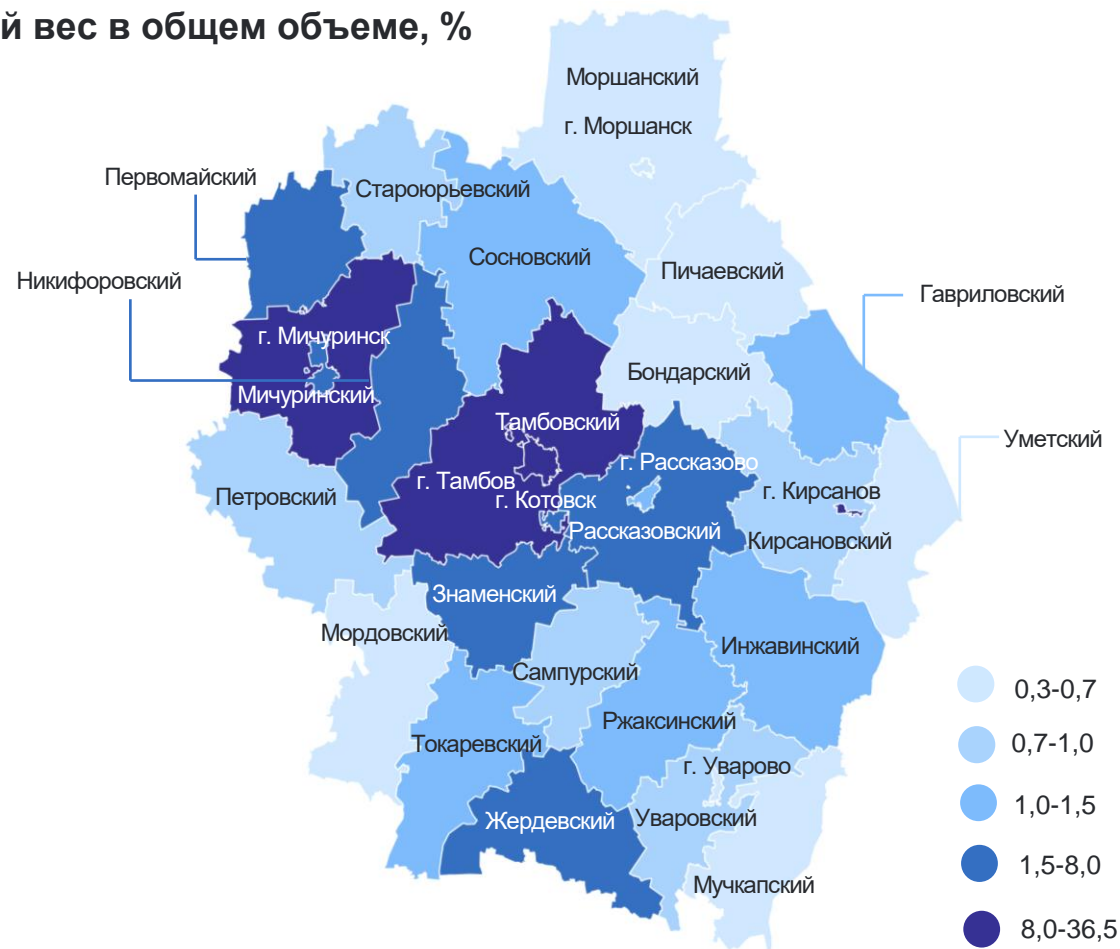 й вес в общем объеме, %
Моршанский
г. Моршанск
Первомайский
Староюрьевский
Сосновский
Пичаевский
Никифоровский
Гавриловский
г. Мичуринск
Бондарский
Мичуринский
Тамбовский
Уметский
г. Рассказово
г. Тамбов
г. Кирсанов
Петровский
г. Котовск
Рассказовский
Кирсановский
Знаменский
Мордовский
Инжавинский
Сампурский
0,3-0,7
Ржаксинский
Токаревский
0,7-1,0
г. Уварово
1,0-1,5
Жердевский
Уваровский
1,5-8,0
Мучкапский
8,0-36,5